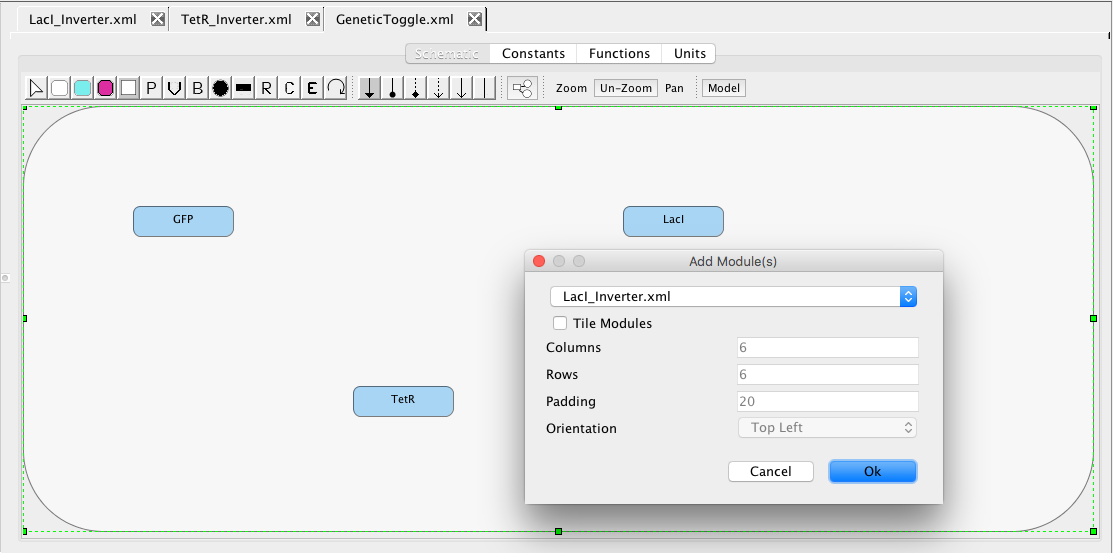 LacI_Inverter.xml TetR_Inverter.xml GeneticToggle.xml
Schematic Constants Functions Units
P V B R C E Zoom Un-Zoom Pan Model
GFP LacI
Add Module(s)
LacI_Inverter.xml
Tile Modules
Columns 6
Rows 6
TetR
Padding 20
Orientation Top Left
Cancel Ok